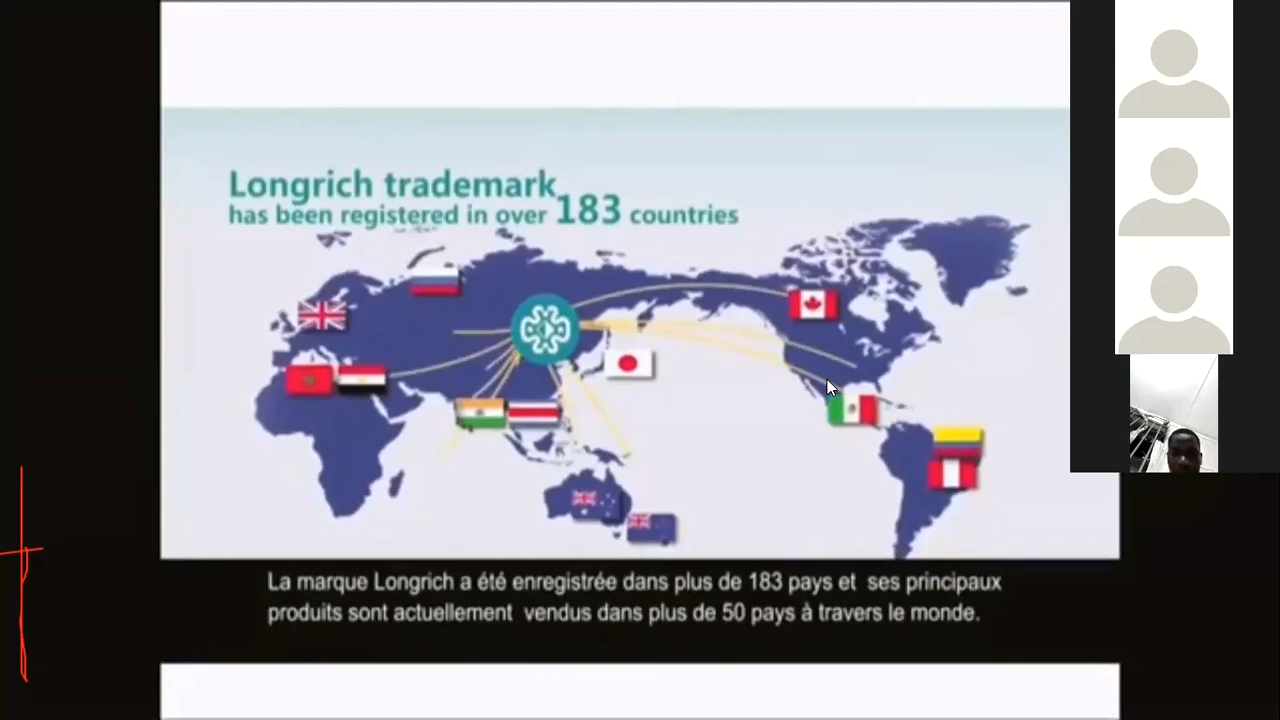 Longrich trademark
has been registered in over 183 countries
La marque Longrich a été enregistrée dans plus de 183 pays et ses principaux
produits sont actuellement vendus dans plus de 50 pays à travers le monde.